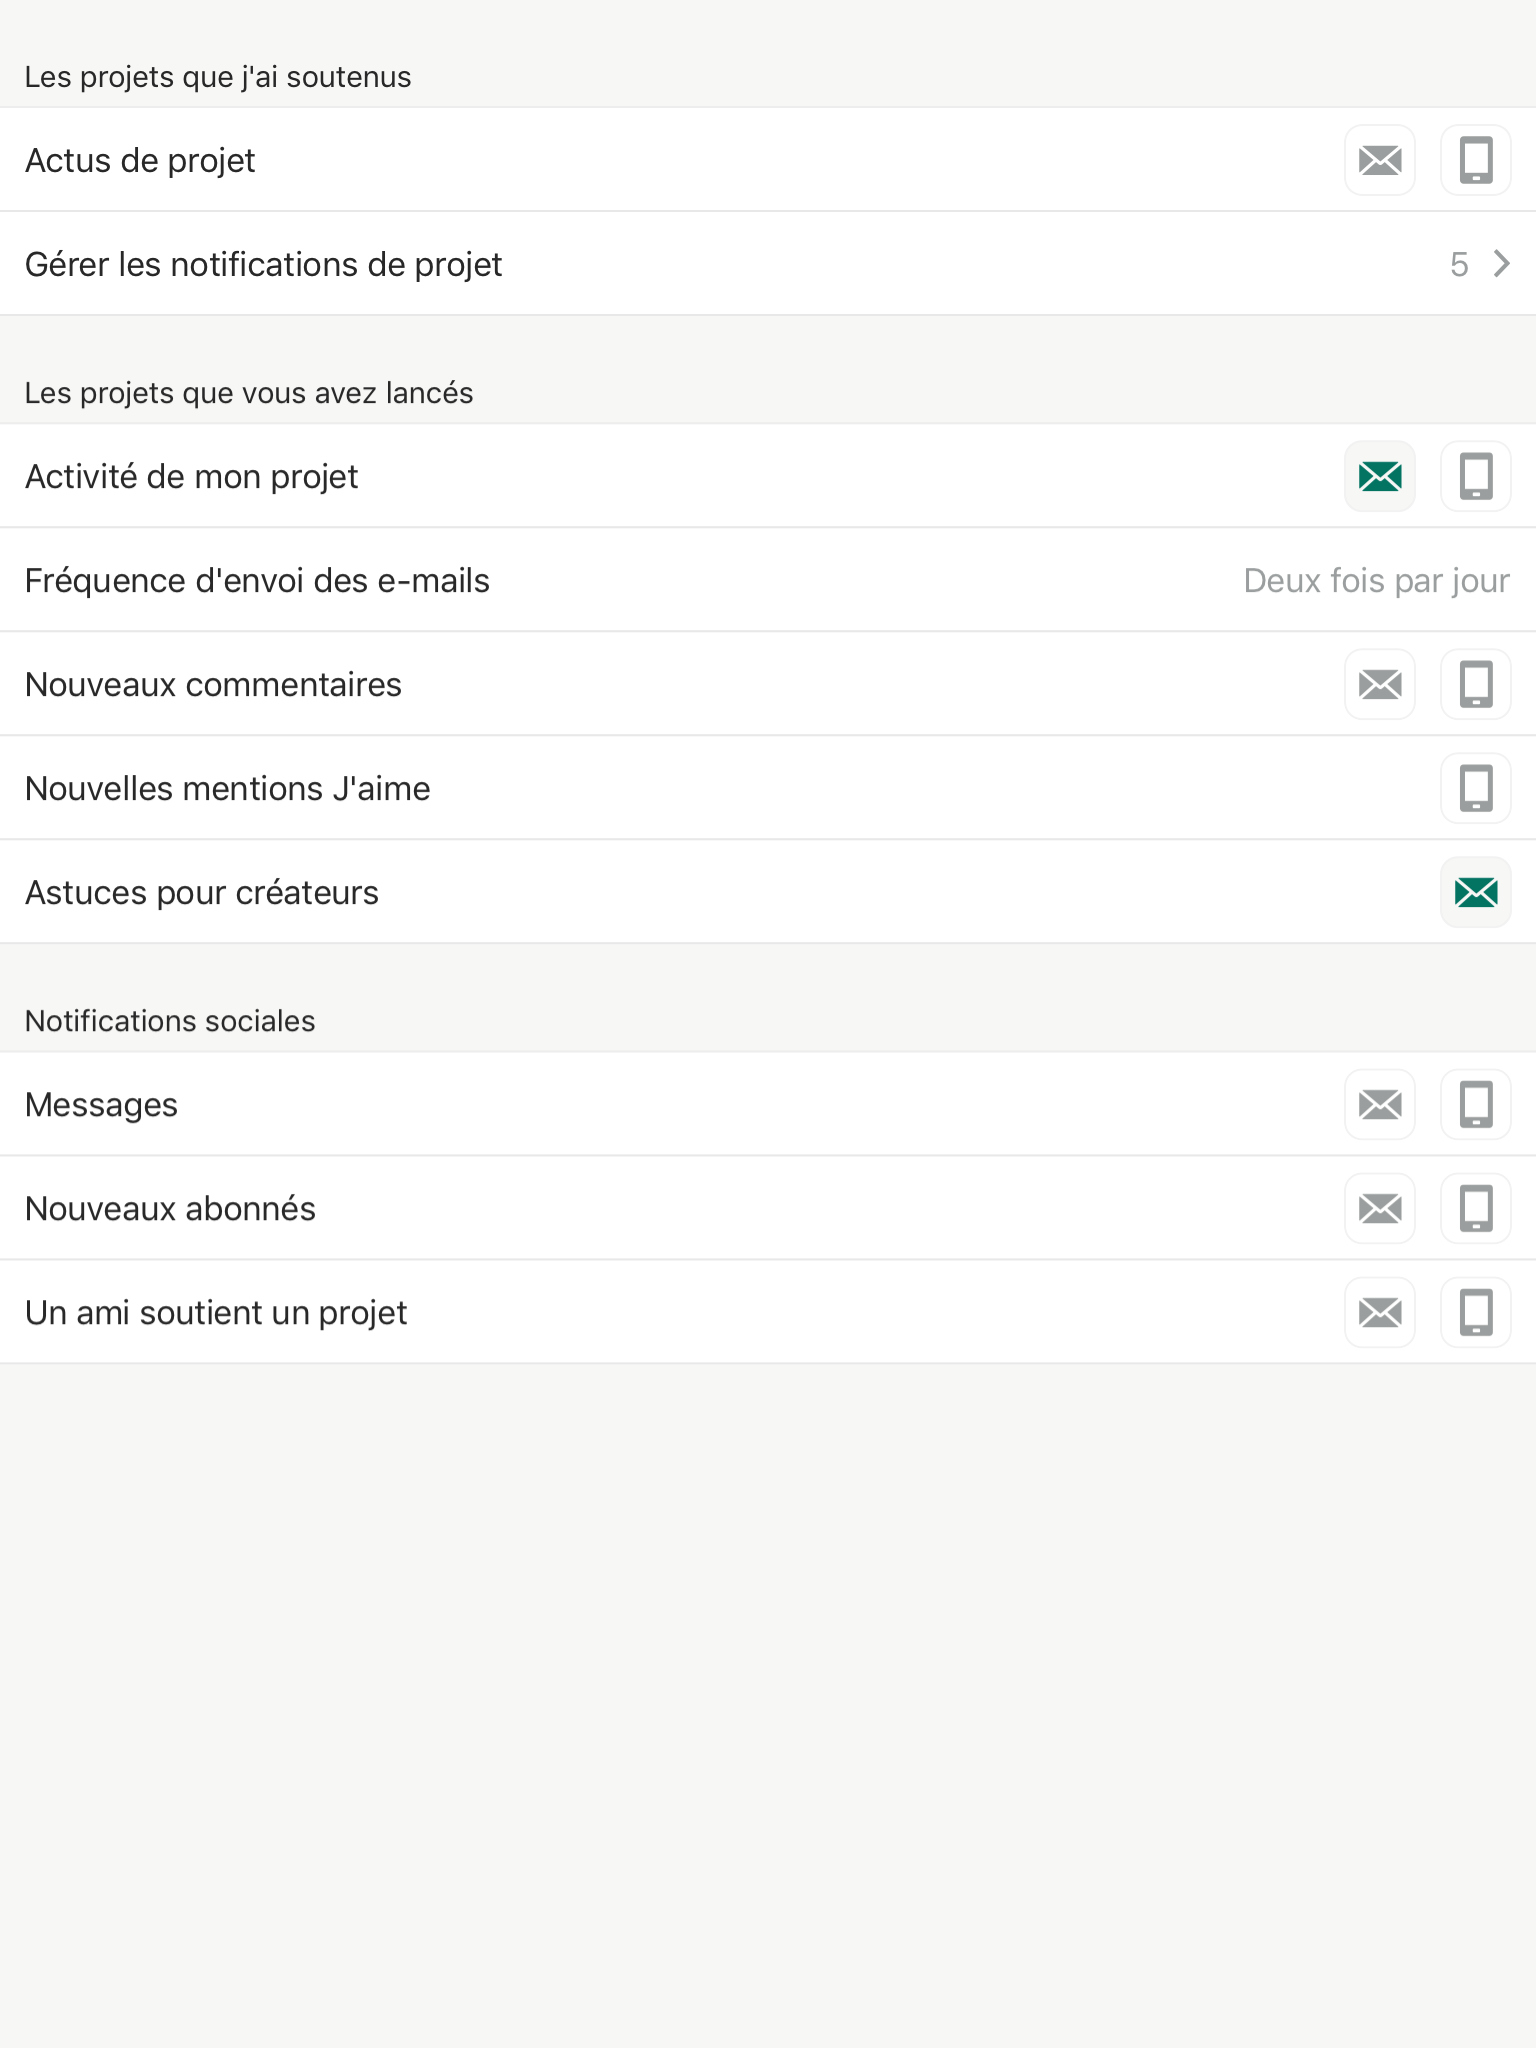 Les projets que j'ai soutenus
Actus de projet
Gérer les notifications de projet 5
Les projets que vous avez lancés
Activité de mon projet
Fréquence d'envoi des e-mails Deux fois par jour
Nouveaux commentaires
Nouvelles mentions J'aime
Astuces pour créateurs
Notifications sociales
Messages
Nouveaux abonnés
Un ami soutient un projet